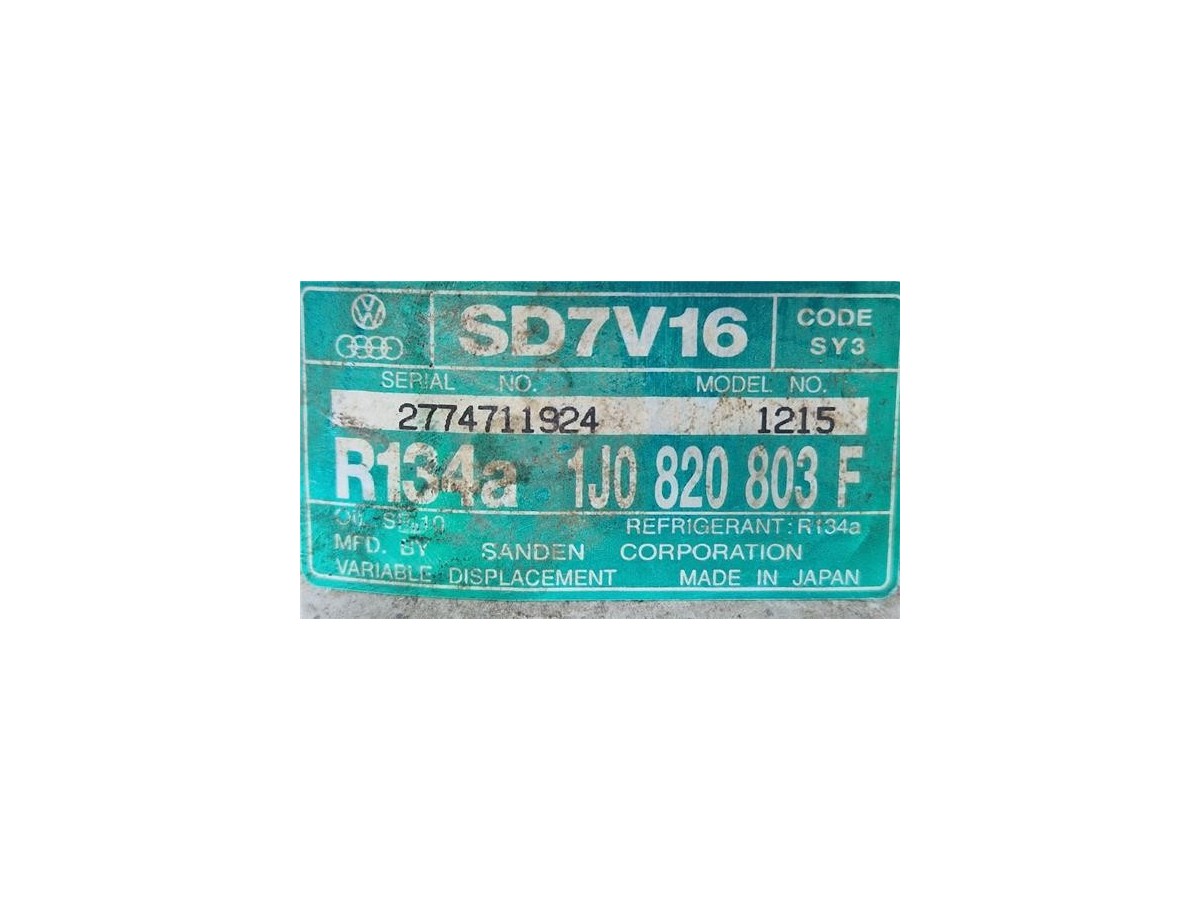 SD7V16 CODE
SY3
SERIAL NO. MODEL NO.
2774711924 1215
R134a 1J0 820 803 F
REFRIGERANT: R134a
MFD. BY SANDEN CORPORATION
VARIABLE DISPLACEMENT MADE IN JAPAN